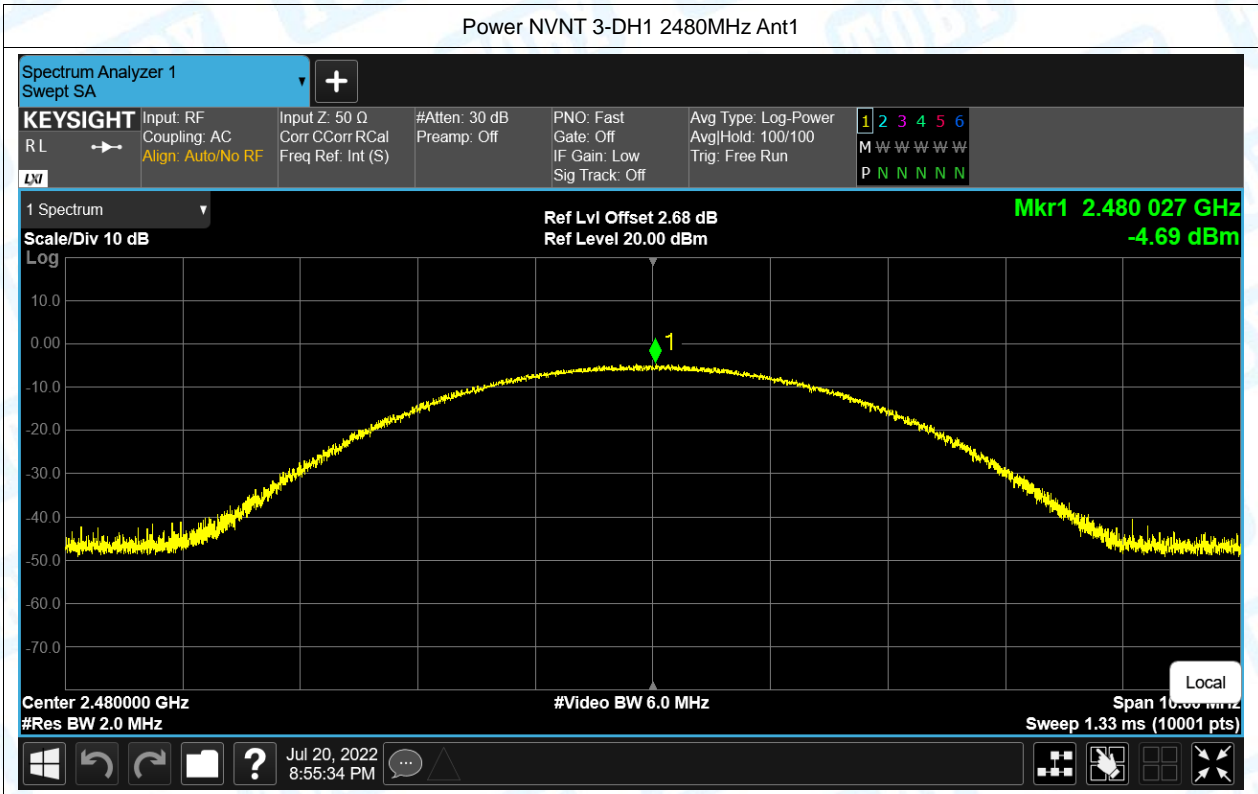 Power NVNT 3-DH1 2480MHz Ant1
Spectrum Analyzer 1
Swept SA
+
KEYSIGHT
R L
LXI
Input: RF
Coupling: AC
Align: Auto/No RF
Input Z: 50 Ω
Corr CCorr RCal
Freq Ref: Int (S)
#Atten: 30 dB
Preamp: Off
PNO: Fast
Gate: Off
IF Gain: Low
Sig Track: Off
Avg Type: Log-Power
Avg|Hold: 100/100
Trig: Free Run
1 2 3 4 5 6
M W W W W W
P N N N N N
1 Spectrum
Scale/Div 10 dB
Ref Lvl Offset 2.68 dB
Ref Level 20.00 dBm
Mkr1 2.480 027 GHz
-4.69 dBm
Log
10.0
0.00
-10.0
-20.0
-30.0
-40.0
-50.0
-60.0
-70.0
1
Local
Center 2.480000 GHz
#Video BW 6.0 MHz
Span 10.00 MHz
#Res BW 2.0 MHz
Sweep 1.33 ms (10001 pts)
?
Jul 20, 2022
8:55:34 PM